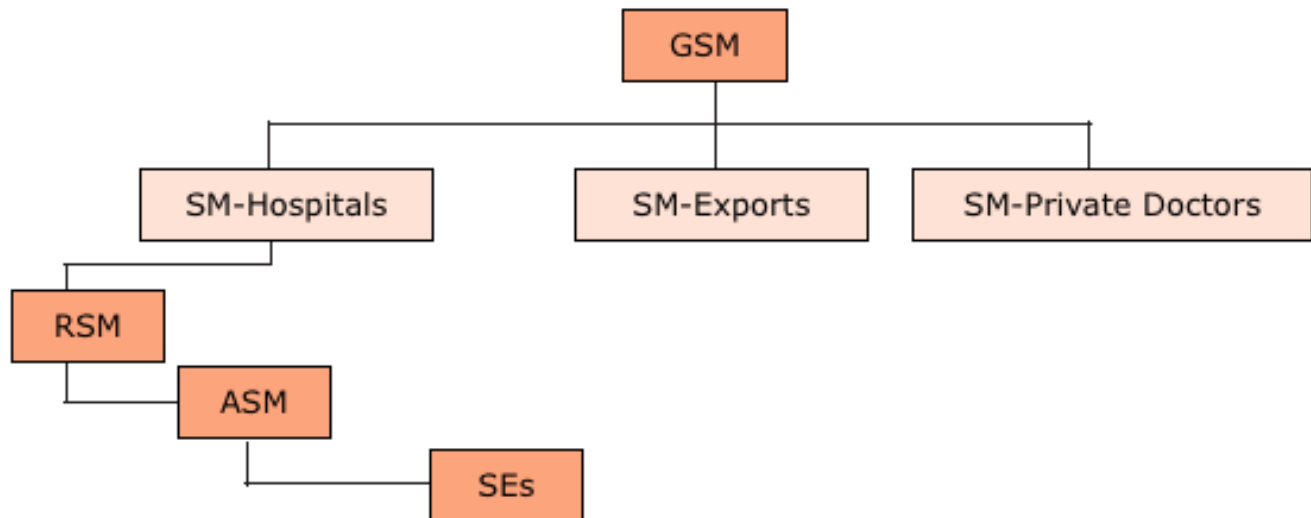 GSM
SM-Hospitals
SM-Exports
SM-Private Doctors
RSM
ASM
SEs